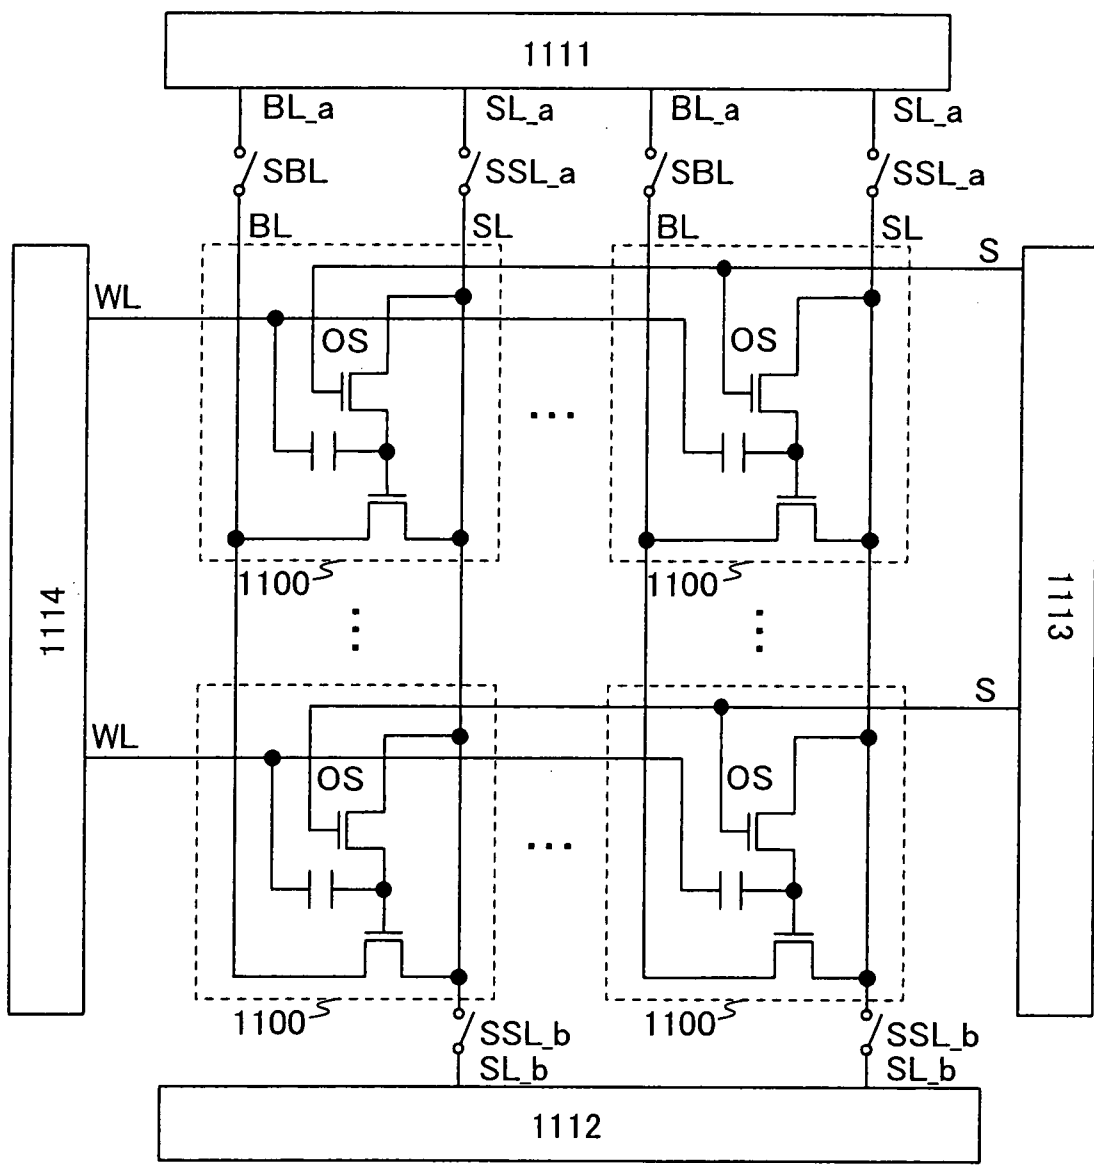 1111
BL_a SL_a BL_a SL_a
SBL SSL_a SBL SSL_a
BL SL BL SL
S
WL
OS OS
1100 1100
1114 1113
S
WL
OS OS
1100 1100
SSL_b SSL_b
SL_b SL_b
1112